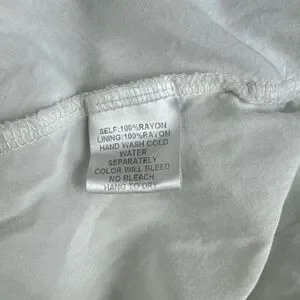 SELF:100%RAYON
LINING:100%RAYON
HAND WASH COLD
WATER
SEPARATELY
COLOR WILL BLEED
NO BLEACH
HANG TO DRY